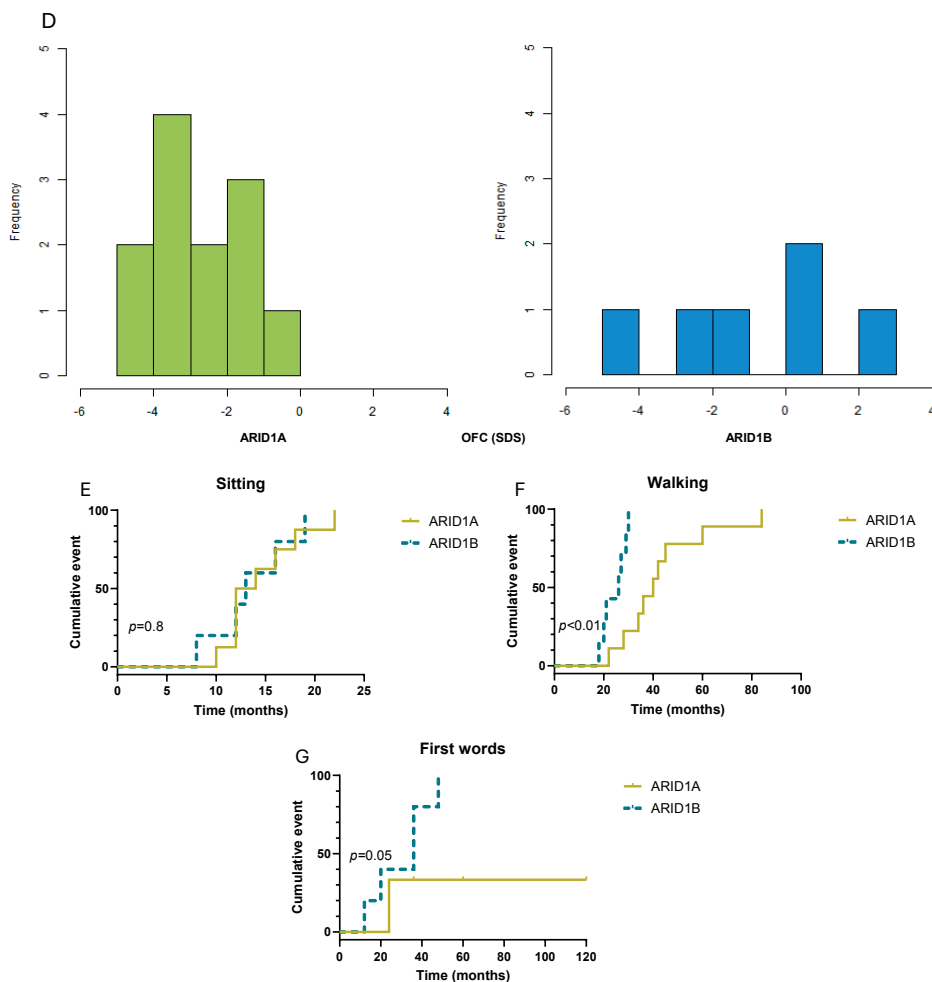 D
5
4
3
2
1
0
Frequency
-6 -4 -2 0 2 4
ARID1A
OFC (SDS)
5
4
3
2
1
0
Frequency
-6 -4 -2 0 2 4
ARID1B
E
Sitting
100
50
0
Cumulative event
p=0.8
0 5 10 15 20 25
Time (months)
ARID1A
ARID1B
F
Walking
100
50
0
Cumulative event
p<0.01
0 20 40 60 80 100
Time (months)
ARID1A
ARID1B
G
First words
100
50
0
Cumulative event
p=0.05
0 20 40 60 80 100 120
Time (months)
ARID1A
ARID1B